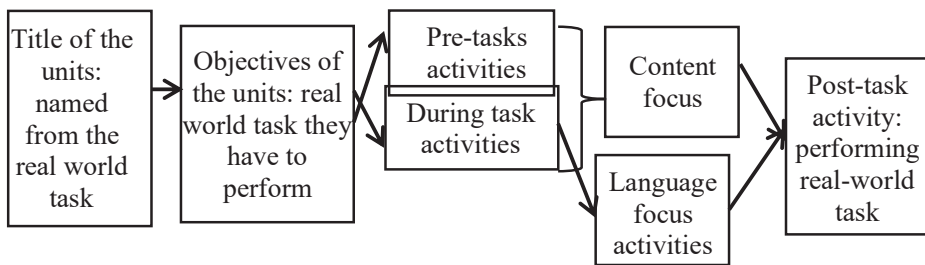 Title of the
units:
named
from the
real world
task
Objectives of
the units: real
world task they
have to
perform
Pre-tasks
activities
During task
activities
Content
focus
Language
focus
activities
Post-task
activity:
performing
real-world
task